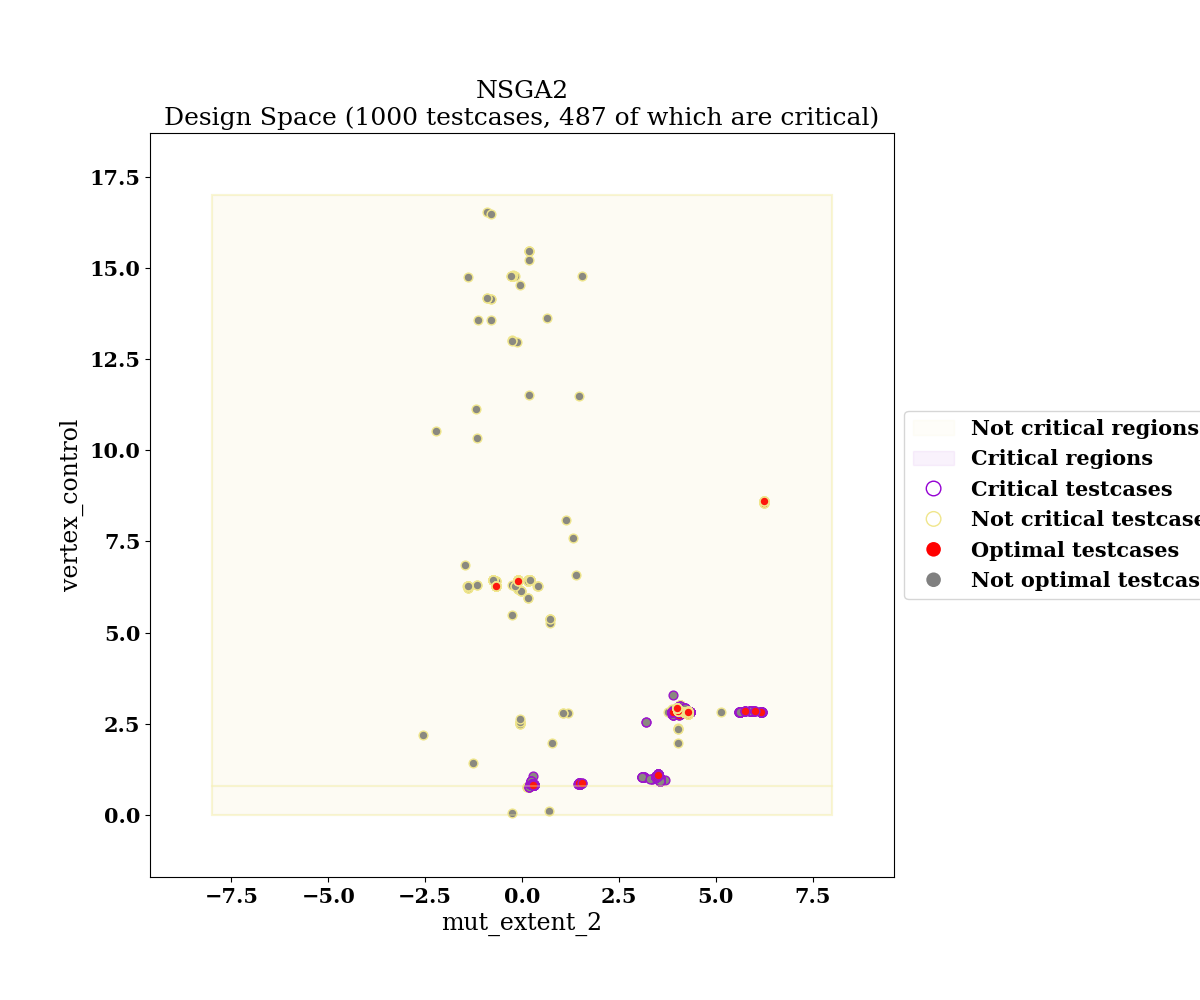 NSGA2
Design Space (1000 testcases, 487 of which are critical)
17.5
15.0
12.5
10.0
7.5
5.0
2.5
0.0
vertex_control
−7.5 −5.0 −2.5 0.0 2.5 5.0 7.5
mut_extent_2
Not critical regions
Critical regions
Critical testcases
Not critical testcase
Optimal testcases
Not optimal testcas